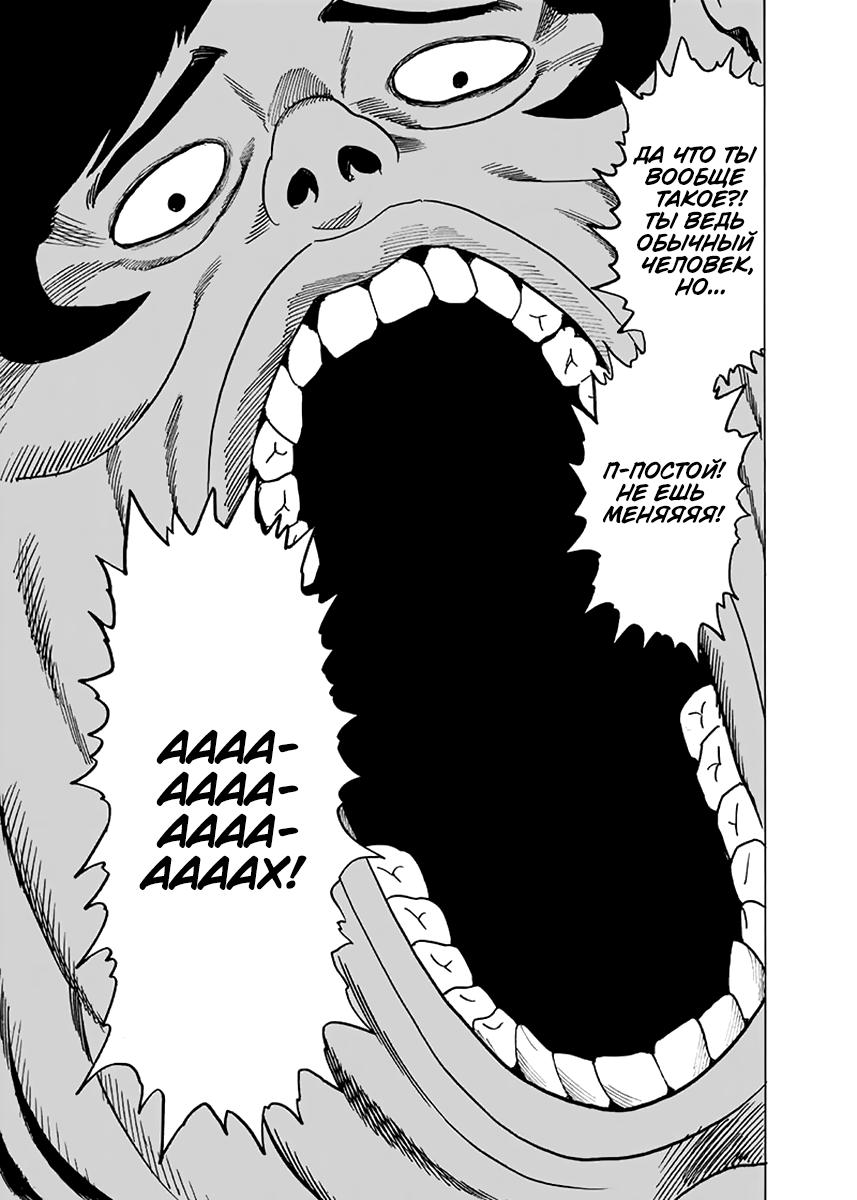 ДА ЧТО ТЫ
ВООБЩЕ
ТАКОЕ?!
ТЫ ВЕДЬ
ОБЫЧНЫЙ
ЧЕЛОВЕК,
НО...
П-ПОСТОЙ!
НЕ ЕШЬ
МЕНЯЯЯЯ!
АААА-
АААА-
АААА-
ААААХ!